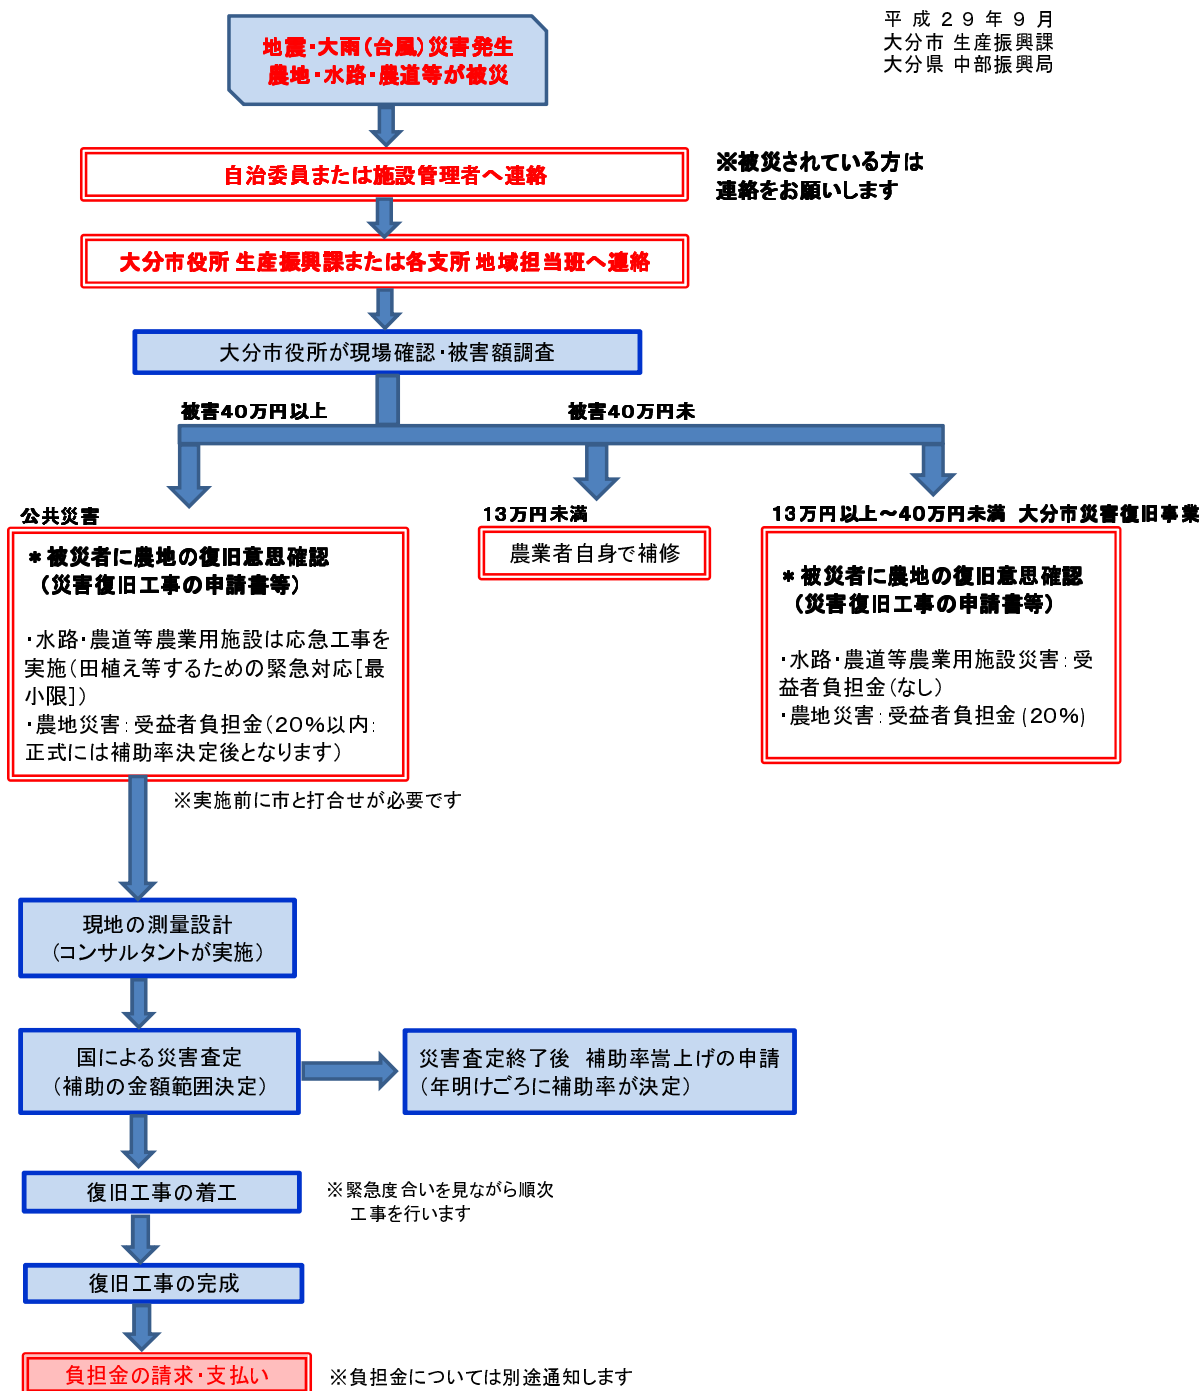 平成２９年９月
大分市 生産振興課
大分県 中部振興局
地震・大雨（台風）災害発生
農地・水路・農道等が被災
自治委員または施設管理者へ連絡
※被災されている方は
連絡をお願いします
大分市役所 生産振興課または各支所 地域担当班へ連絡
大分市役所が現場確認・被害額調査
被害４０万円以上
被害４０万円未
公共災害
＊被災者に農地の復旧意思確認
（災害復旧工事の申請書等）
・水路・農道等農業用施設は応急工事を
実施（田植え等するための緊急対応［最
小限］）
・農地災害：受益者負担金（２０％以内：
正式には補助率決定後となります）
１３万円未満
農業者自身で補修
１３万円以上～４０万円未満 大分市災害復旧事業
＊被災者に農地の復旧意思確認
（災害復旧工事の申請書等）
・水路・農道等農業用施設災害：受
益者負担金（なし）
・農地災害：受益者負担金（２０％）
※実施前に市と打合せが必要です
現地の測量設計
（コンサルタントが実施）
国による災害査定
（補助の金額範囲決定）
災害査定終了後 補助率嵩上げの申請
（年明けごろに補助率が決定）
復旧工事の着工
※緊急度合いを見ながら順次
工事を行います
復旧工事の完成
負担金の請求・支払い
※負担金については別途通知します